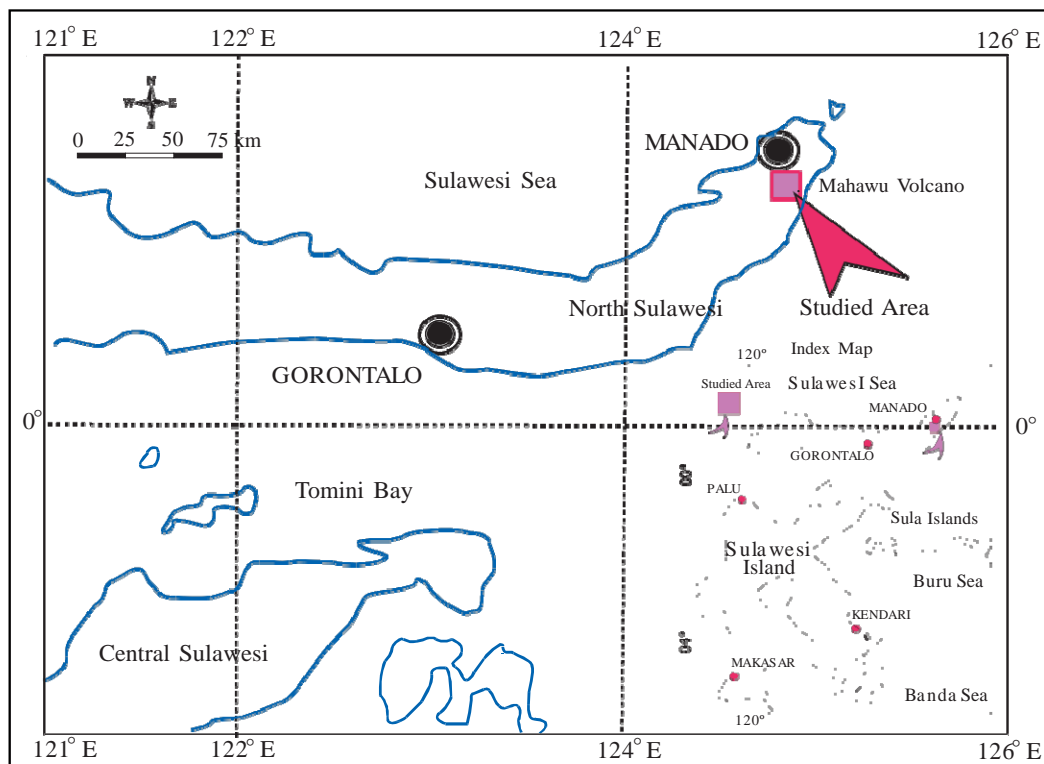 121° E 122° E 124° E 126° E
N
W E
0 25 50 75 km
MANADO
Sulawesi Sea
Mahawu Volcano
North Sulawesi
Studied Area
GORONTALO
Index Map
120°
Studied Area
SulawesI Sea
MANADO
0° 0°
GORONTALO
Tomini Bay
PALU
Sula Islands
Sulawesi
Island
Buru Sea
KENDARI
04°
Central Sulawesi
MAKASAR
Banda Sea
120°
121° E 122° E 124° E 126° E